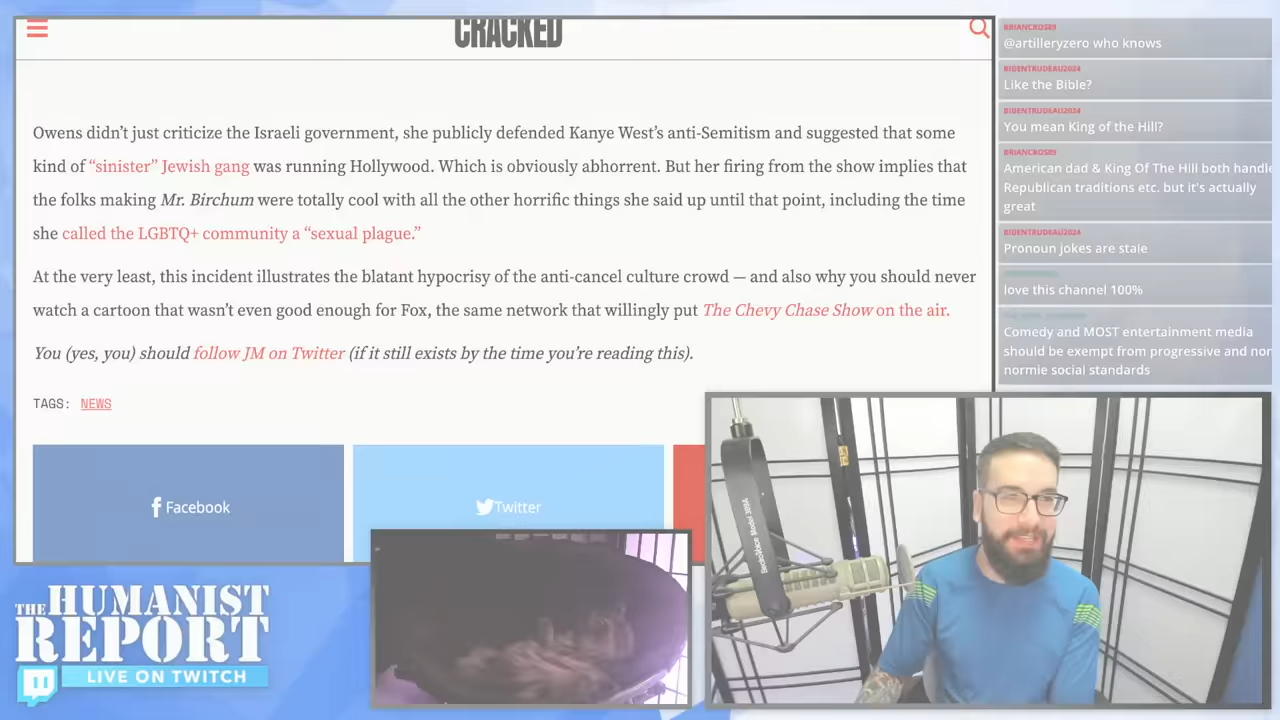 CRACKED
Owens didn’t just criticize the Israeli government, she publicly defended Kanye West’s anti-Semitism and suggested that some
kind of “sinister” Jewish gang was running Hollywood. Which is obviously abhorrent. But her firing from the show implies that
the folks making Mr. Birchum were totally cool with all the other horrific things she said up until that point, including the time
she called the LGBTQ+ community a “sexual plague.”
At the very least, this incident illustrates the blatant hypocrisy of the anti-cancel culture crowd — and also why you should never
watch a cartoon that wasn’t even good enough for Fox, the same network that willingly put The Chevy Chase Show on the air.
You (yes, you) should follow JM on Twitter (if it still exists by the time you’re reading this).
TAGS: NEWS
Facebook
Twitter
BRIANCROS89
@artilleryzero who knows
BIDENTRUDEAU2024
Like the Bible?
BIDENTRUDEAU2024
You mean King of the Hill?
BRIANCROS89
American dad & King Of The Hill both handle
Republican traditions etc. but it's actually
great
BIDENTRUDEAU2024
Pronoun jokes are stale
love this channel 100%
Comedy and MOST entertainment media
should be exempt from progressive and non
normie social standards
THE HUMANIST
REPORT
LIVE ON TWITCH